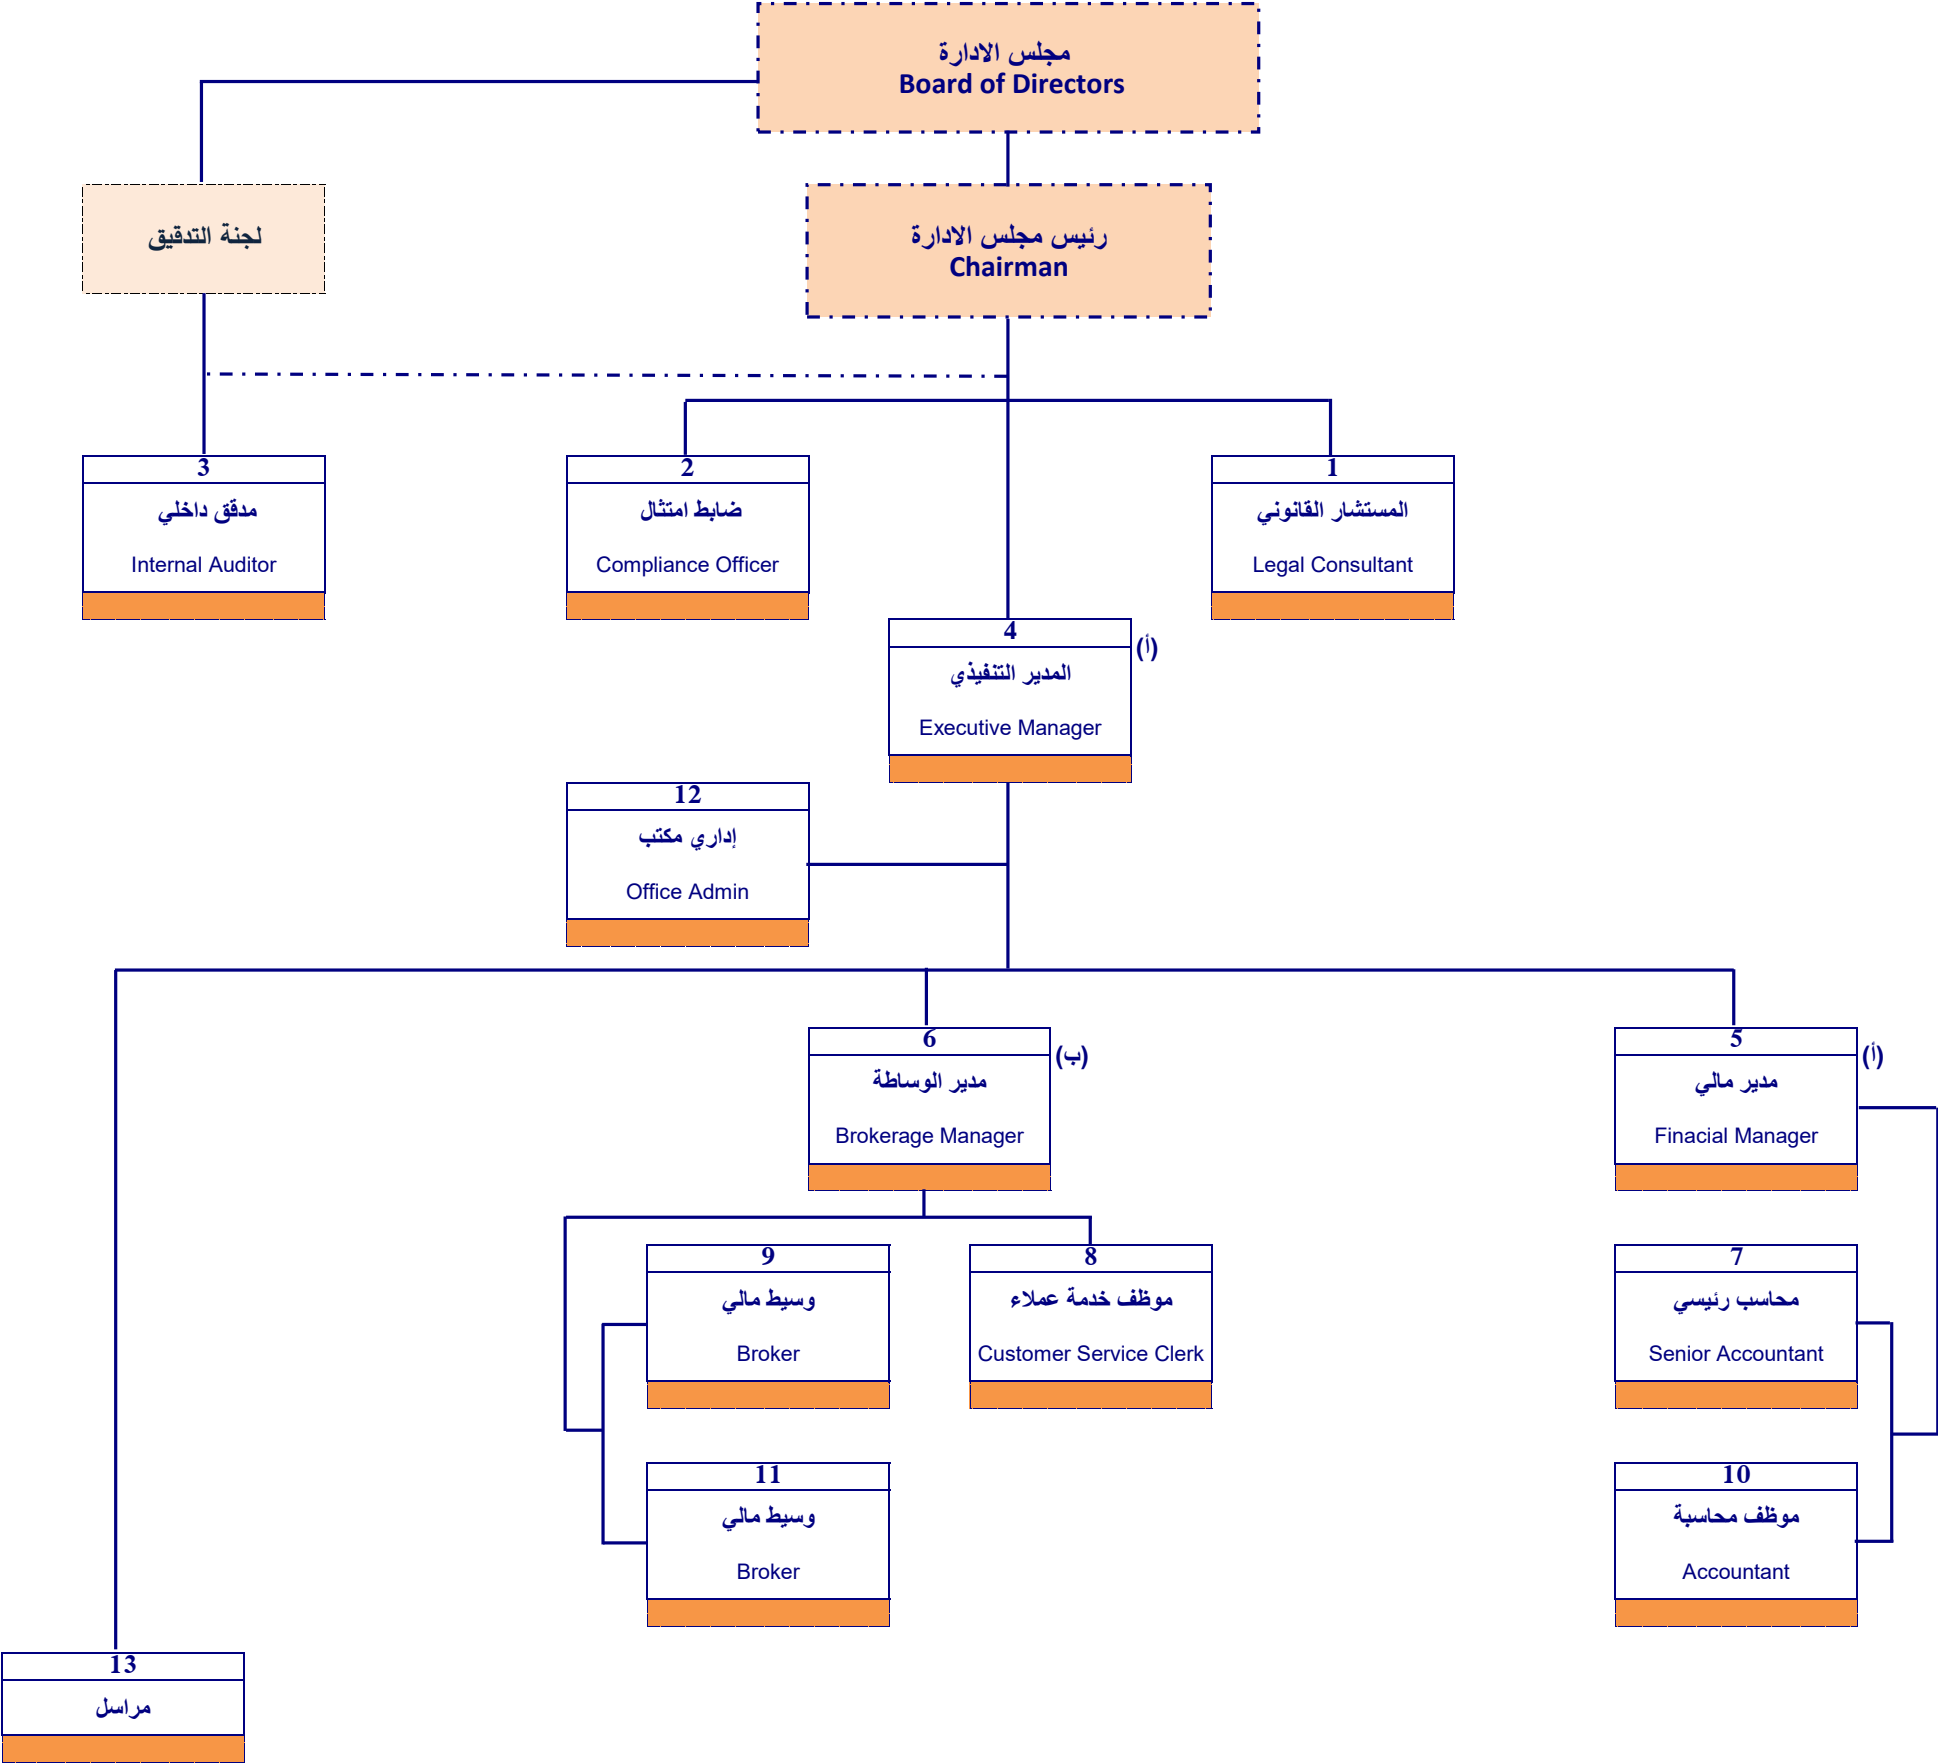 مجلس الادارة
Board of Directors
لجنة التدقيق
رئيس مجلس الادارة
Chairman
3
مدقق داخلي
Internal Auditor
2
ضابط امتثال
Compliance Officer
1
المستشار القانوني
Legal Consultant
4
(أ)
المدير التنفيذي
Executive Manager
12
إداري مكتب
Office Admin
6
(ب)
مدير الوساطة
Brokerage Manager
5
(أ)
مدير مالي
Finacial Manager
9
وسيط مالي
Broker
8
موظف خدمة عملاء
Customer Service Clerk
7
محاسب رئيسي
Senior Accountant
11
وسيط مالي
Broker
10
موظف محاسبة
Accountant
13
مراسل